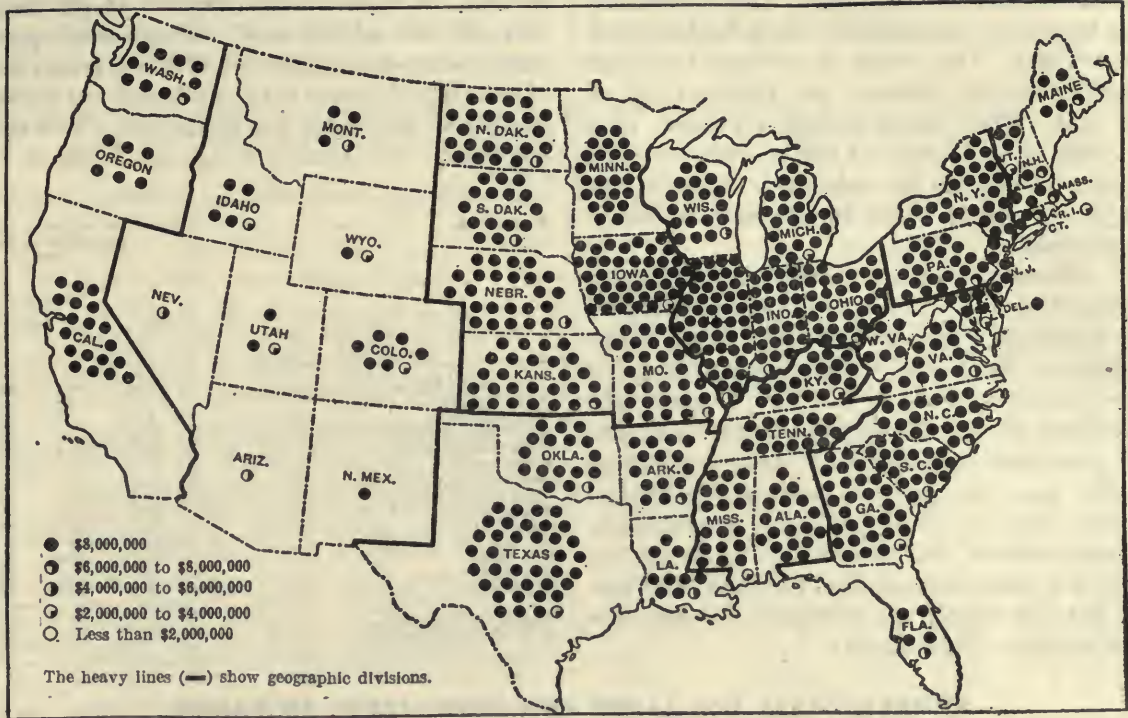 WASH.
OREGON
MONT.
IDAHO
WYO.
N. DAK.
S. DAK.
NEBR.
KANS.
MINN.
WIS.
MICH.
IOWA
MO.
IND.
OHIO
KY.
TENN.
W. VA.
VA.
N. C.
S. C.
GA.
FLA.
ALA.
MISS.
LA.
ARK.
OKLA.
TEXAS
N. MEX.
ARIZ.
NEV.
UTAH
COLO.
CAL.
MAINE
VT.
N.H.
MASS.
R. I.
CT.
N. Y.
PA.
N. J.
DEL.
$8,000,000
$6,000,000 to $8,000,000
$4,000,000 to $6,000,000
$2,000,000 to $4,000,000
Less than $2,000,000
The heavy lines (━) show geographic divisions.